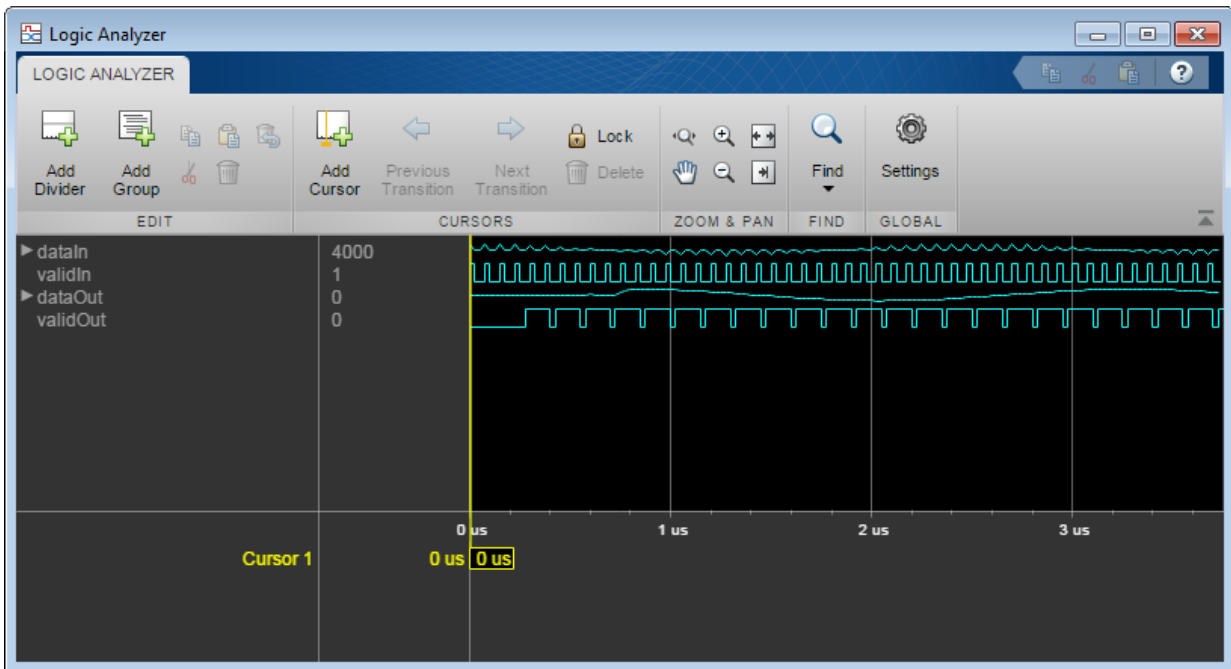 Logic Analyzer
LOGIC ANALYZER
?
Add Divider
Add Group
Add Cursor
Previous Transition
Next Transition
Lock
Delete
Find
Settings
EDIT
CURSORS
ZOOM & PAN
FIND
GLOBAL
dataIn 4000
validIn 1
dataOut 0
validOut 0
0 us 1 us 2 us 3 us
Cursor 1 0 us 0 us